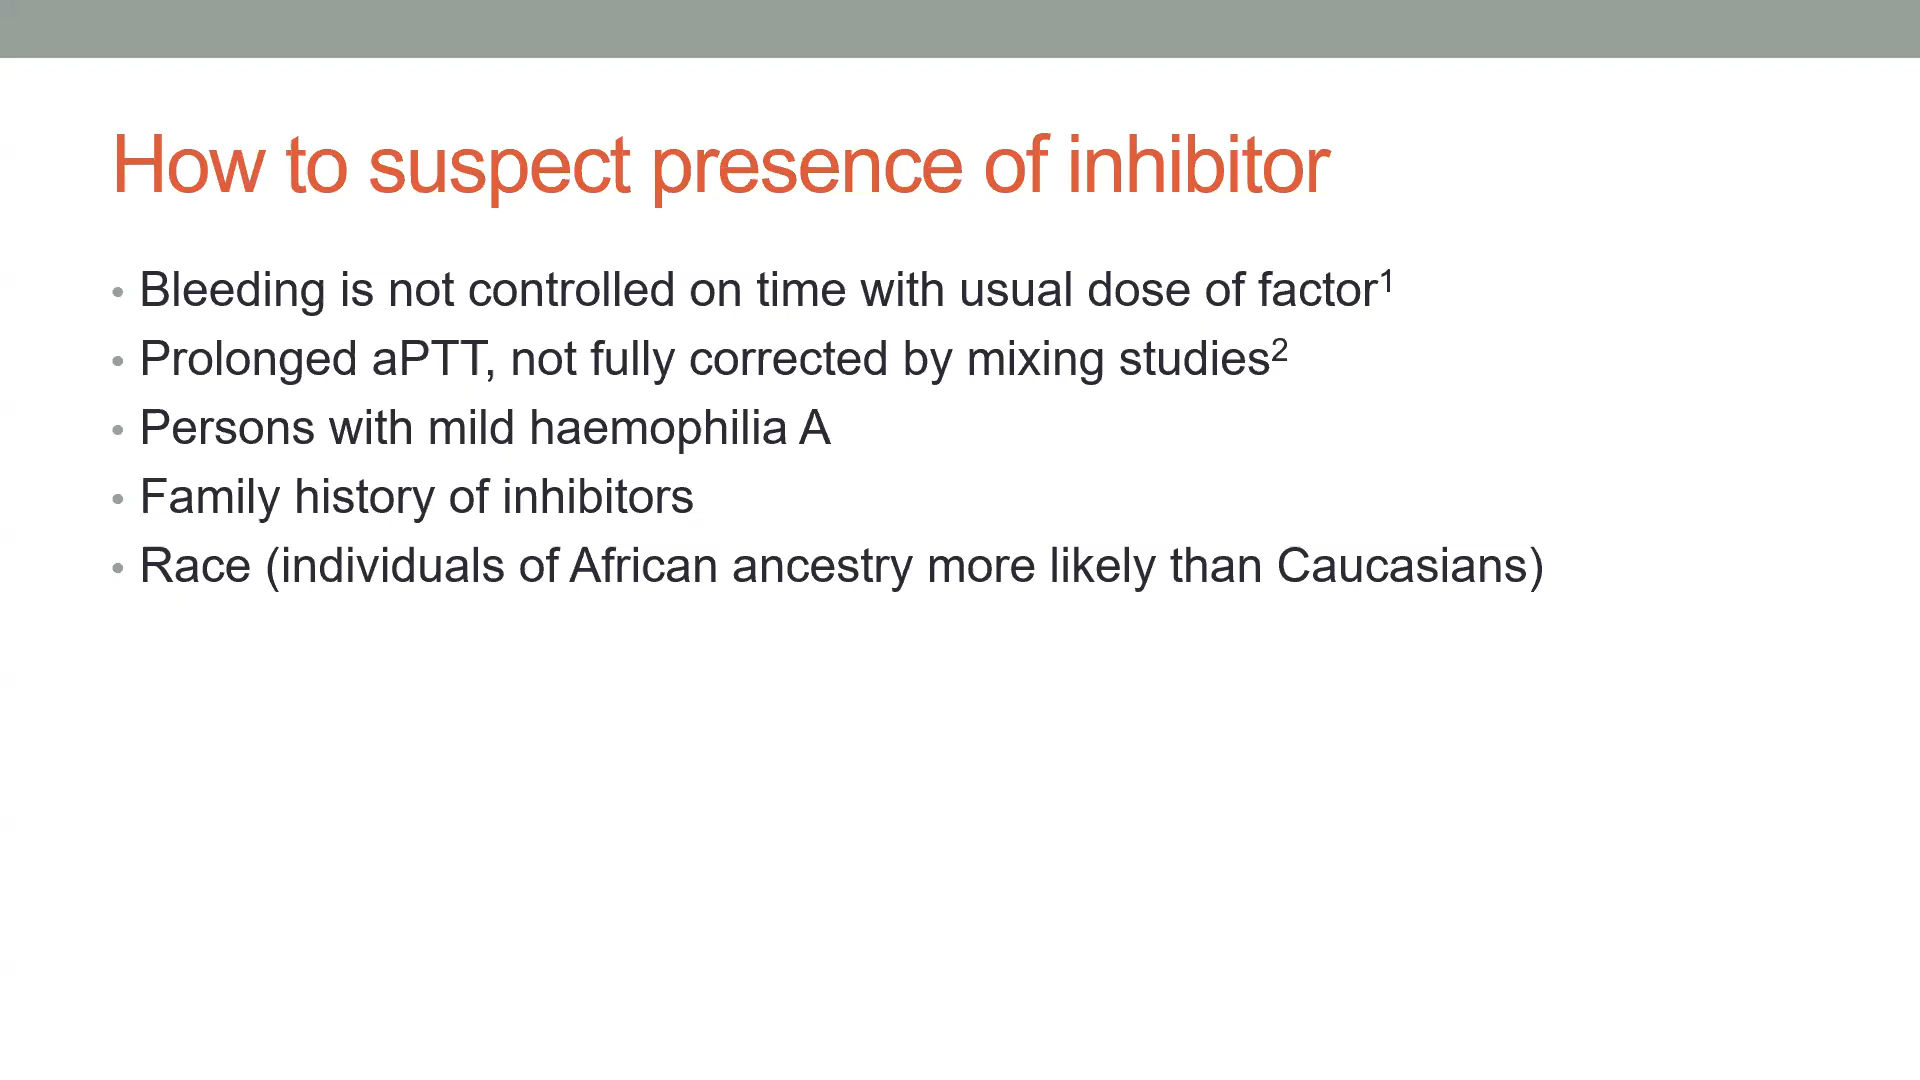 How to suspect presence of inhibitor
• Bleeding is not controlled on time with usual dose of factor¹
• Prolonged aPTT, not fully corrected by mixing studies²
• Persons with mild haemophilia A
• Family history of inhibitors
• Race (individuals of African ancestry more likely than Caucasians)